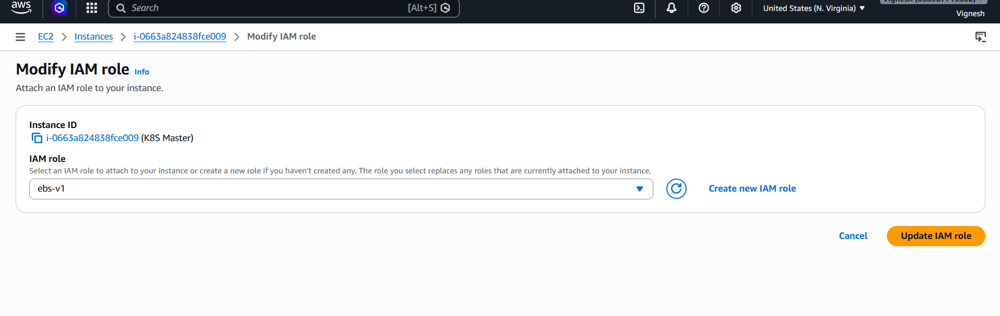 aws
Search [Alt+S]
United States (N. Virginia)
Vignesh
EC2 > Instances > i-0663a824838fce009 > Modify IAM role
Modify IAM role Info
Attach an IAM role to your instance.
Instance ID
i-0663a824838fce009 (K8S Master)
IAM role
Select an IAM role to attach to your instance or create a new role if you haven't created any. The role you select replaces any roles that are currently attached to your instance.
ebs-v1
Create new IAM role
Cancel Update IAM role